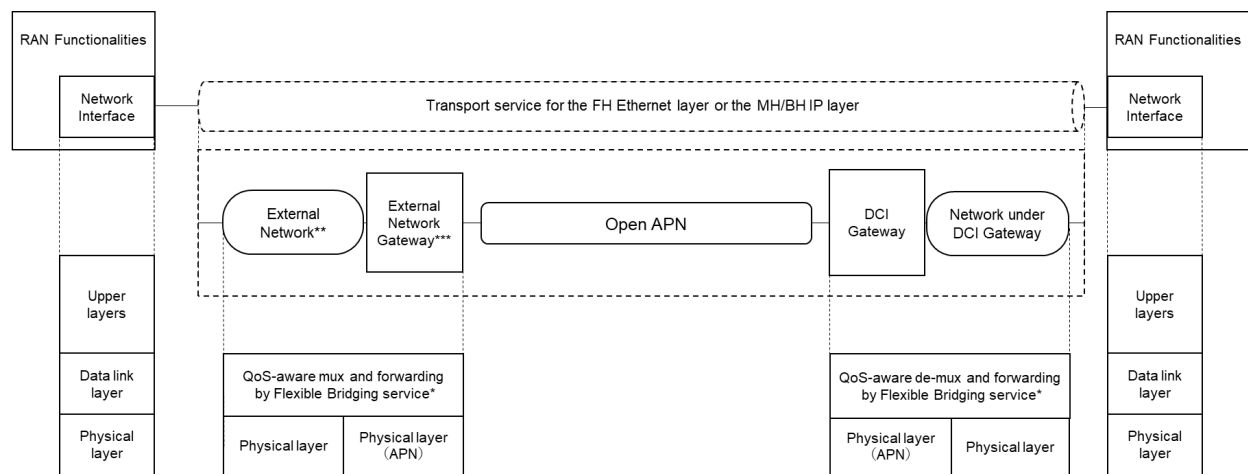 RAN Functionalities
Network
Interface
Transport service for the FH Ethernet layer or the MH/BH IP layer
RAN Functionalities
Network
Interface
External
Network**
External
Network
Gateway***
Open APN
DCI
Gateway
Network under
DCI Gateway
Upper
layers
Data link
layer
Physical
layer
QoS-aware mux and forwarding
by Flexible Bridging service*
Physical layer
Physical layer
(APN)
QoS-aware de-mux and forwarding
by Flexible Bridging service*
Physical layer
(APN)
Physical layer
Upper
layers
Data link
layer
Physical
layer